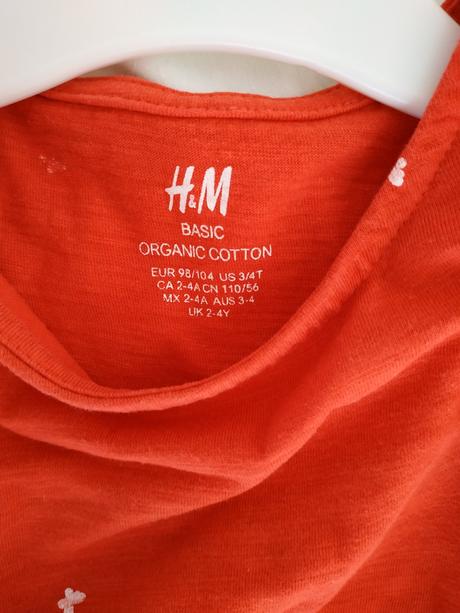 H&M
BASIC
ORGANIC COTTON
EUR 98/104 US 3/4T
CA 2-4A CN 110/56
MX 2-4A AUS 3-4
UK 2-4Y